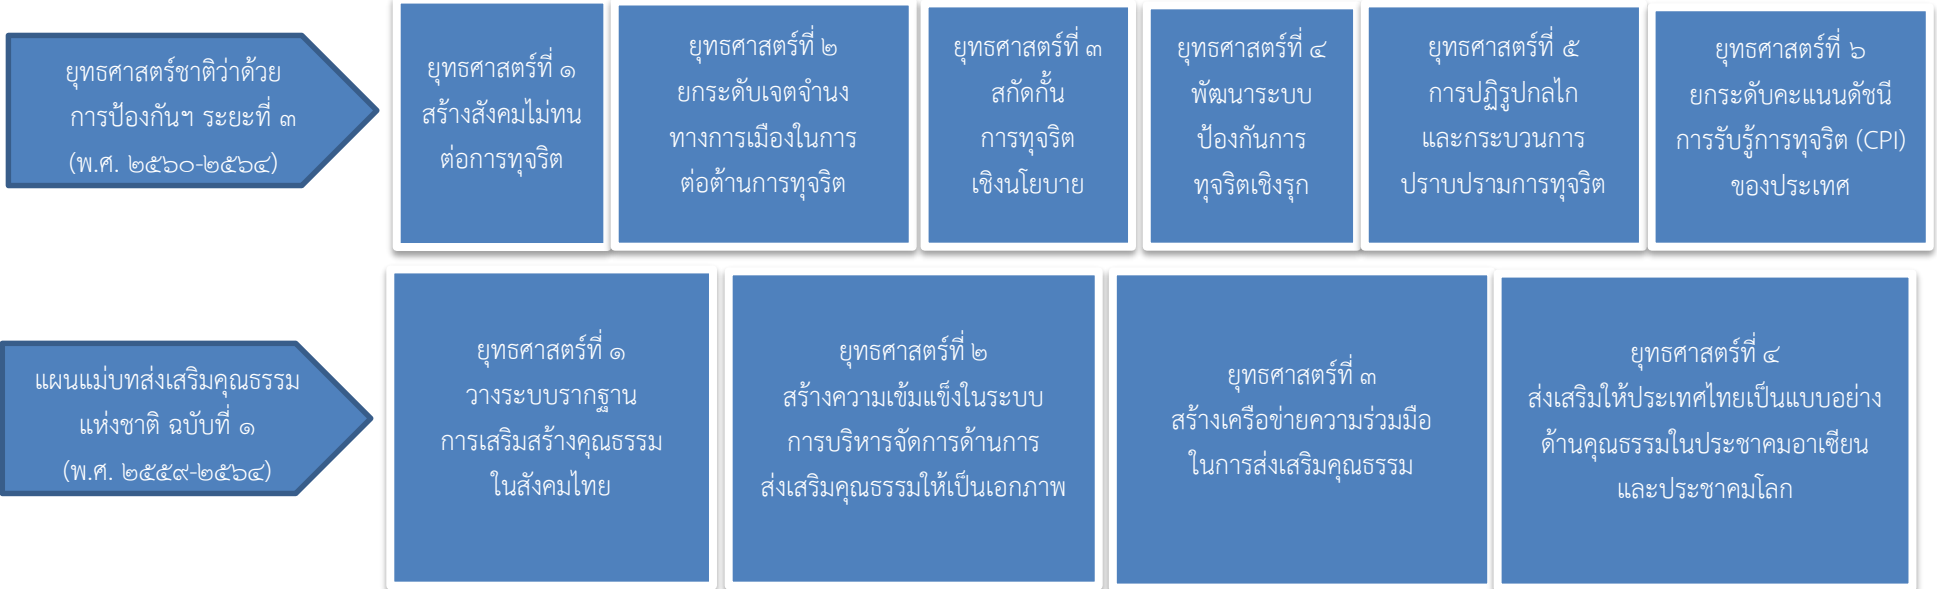 ยุทธศาสตร์ชาติว่าด้วย
การป้องกันฯ ระยะที่ ๓
(พ.ศ. ๒๕๖๐-๒๕๖๔)
ยุทธศาสตร์ที่ ๑
สร้างสังคมไม่ทน
ต่อการทุจริต
ยุทธศาสตร์ที่ ๒
ยกระดับเจตจำนง
ทางการเมืองในการ
ต่อต้านการทุจริต
ยุทธศาสตร์ที่ ๓
สกัดกั้น
การทุจริต
เชิงนโยบาย
ยุทธศาสตร์ที่ ๔
พัฒนาระบบ
ป้องกันการ
ทุจริตเชิงรุก
ยุทธศาสตร์ที่ ๕
การปฏิรูปกลไก
และกระบวนการ
ปราบปรามการทุจริต
ยุทธศาสตร์ที่ ๖
ยกระดับคะแนนดัชนี
การรับรู้การทุจริต (CPI)
ของประเทศ
แผนแม่บทส่งเสริมคุณธรรม
แห่งชาติ ฉบับที่ ๑
(พ.ศ. ๒๕๕๙-๒๕๖๔)
ยุทธศาสตร์ที่ ๑
วางระบบรากฐาน
การเสริมสร้างคุณธรรม
ในสังคมไทย
ยุทธศาสตร์ที่ ๒
สร้างความเข้มแข็งในระบบ
การบริหารจัดการด้านการ
ส่งเสริมคุณธรรมให้เป็นเอกภาพ
ยุทธศาสตร์ที่ ๓
สร้างเครือข่ายความร่วมมือ
ในการส่งเสริมคุณธรรม
ยุทธศาสตร์ที่ ๔
ส่งเสริมให้ประเทศไทยเป็นแบบอย่าง
ด้านคุณธรรมในประชาคมอาเซียน
และประชาคมโลก